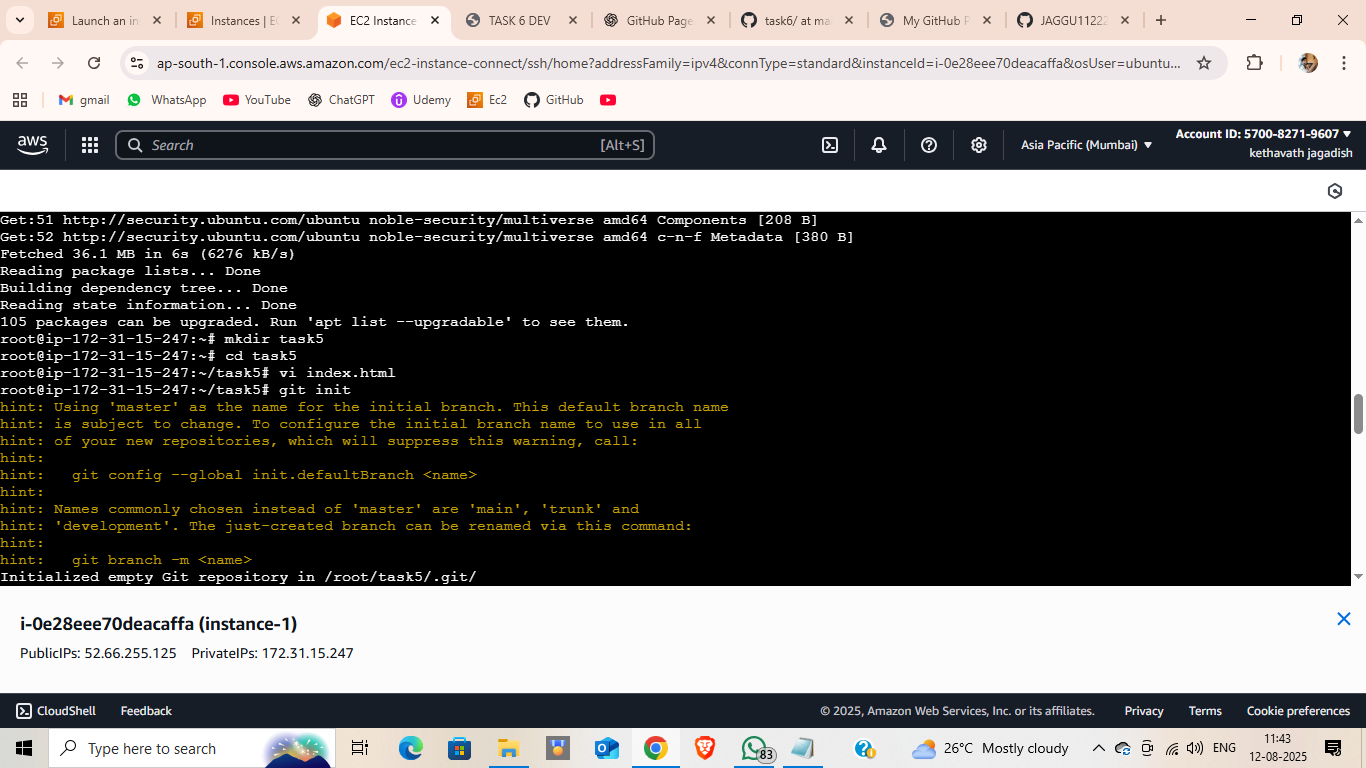 Launch an in
Instances | EC
EC2 Instance
TASK 6 DEV
GitHub Page
task6/ at ma
My GitHub P
JAGGU11222
ap-south-1.console.aws.amazon.com/ec2-instance-connect/ssh/home?addressFamily=ipv4&connType=standard&instanceId=i-0e28eee70deacaffa&osUser=ubuntu...
gmail
WhatsApp
YouTube
ChatGPT
Udemy
Ec2
GitHub
aws
Search
[Alt+S]
Asia Pacific (Mumbai)
Account ID: 5700-8271-9607
kethavath jagadish
Get:51 http://security.ubuntu.com/ubuntu noble-security/multiverse amd64 Components [208 B]
Get:52 http://security.ubuntu.com/ubuntu noble-security/multiverse amd64 c-n-f Metadata [380 B]
Fetched 36.1 MB in 6s (6276 kB/s)
Reading package lists... Done
Building dependency tree... Done
Reading state information... Done
105 packages can be upgraded. Run 'apt list --upgradable' to see them.
root@ip-172-31-15-247:~# mkdir task5
root@ip-172-31-15-247:~# cd task5
root@ip-172-31-15-247:~/task5# vi index.html
root@ip-172-31-15-247:~/task5# git init
hint: Using 'master' as the name for the initial branch. This default branch name
hint: is subject to change. To configure the initial branch name to use in all
hint: of your new repositories, which will suppress this warning, call:
hint:
hint:   git config --global init.defaultBranch <name>
hint:
hint: Names commonly chosen instead of 'master' are 'main', 'trunk' and
hint: 'development'. The just-created branch can be renamed via this command:
hint:
hint:   git branch -m <name>
Initialized empty Git repository in /root/task5/.git/
i-0e28eee70deacaffa (instance-1)
PublicIPs: 52.66.255.125 PrivateIPs: 172.31.15.247
CloudShell
Feedback
© 2025, Amazon Web Services, Inc. or its affiliates.
Privacy
Terms
Cookie preferences
Type here to search
83
26°C Mostly cloudy
ENG
11:43
12-08-2025